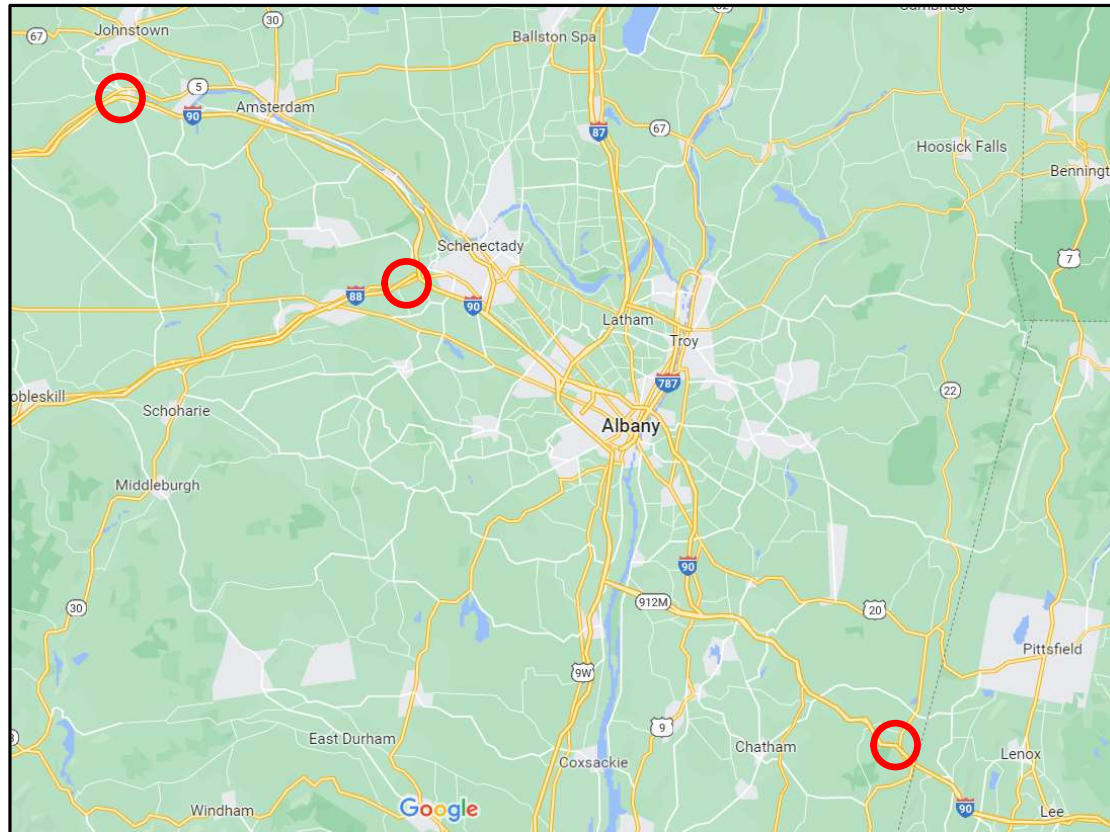 Cambridge
32
67
Johnstown
Ballston Spa
30
5
Amsterdam
90
87
67
Hoosick Falls
Benningt
Schenectady
7
88
90
Latham
Troy
787
obleskill
Schoharie
22
Albany
Middleburgh
90
30
912M
20
Pittsfield
9W
9
East Durham
Coxsackie
Chatham
Lenox
Windham
Google
90
Lee